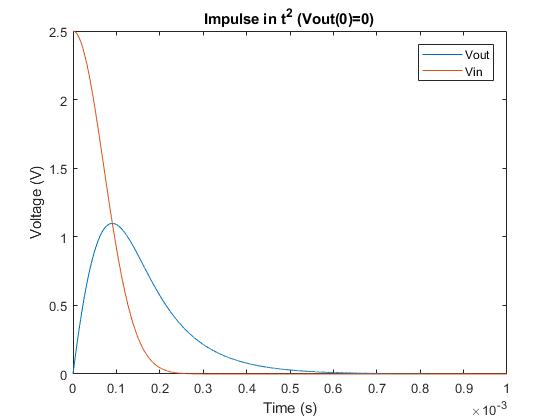 Impulse in t² (Vout(0)=0)
Vout
Vin
Voltage (V)
2.5
2
1.5
1
0.5
0
0 0.1 0.2 0.3 0.4 0.5 0.6 0.7 0.8 0.9 1
Time (s)
×10⁻³